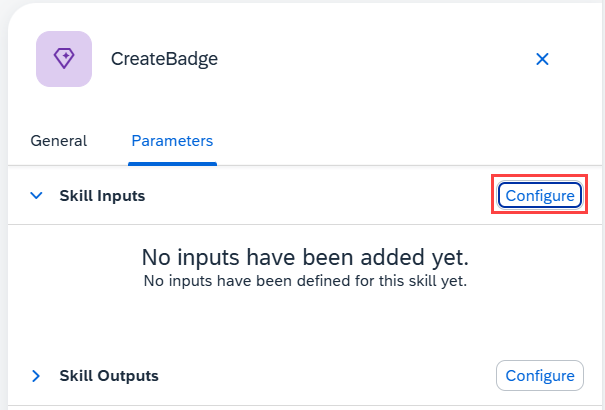 CreateBadge
General Parameters
Skill Inputs Configure
No inputs have been added yet.
No inputs have been defined for this skill yet.
Skill Outputs Configure